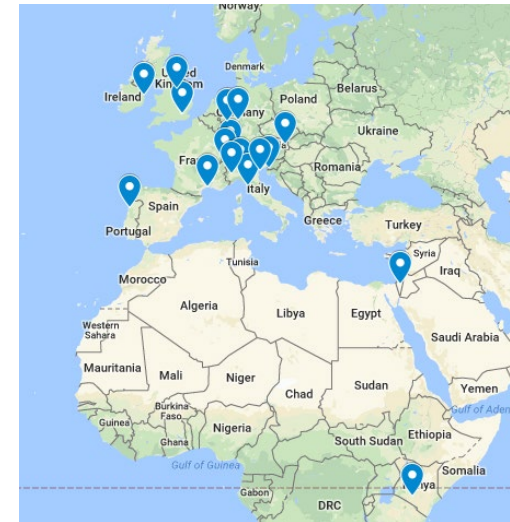 Norway
United
Kingdom
Denmark
Ireland
Poland
Belarus
Ukraine
France
Romania
Italy
Spain
Portugal
Greece
Turkey
Syria
Iraq
Tunisia
Morocco
Algeria
Libya
Egypt
Western
Sahara
Saudi Arabia
Mauritania
Mali
Niger
Chad
Sudan
Yemen
Gulf of Aden
Burkina
Faso
Guinea
Ghana
Nigeria
South Sudan
Ethiopia
Gulf of Guinea
Somalia
Gabon
DRC